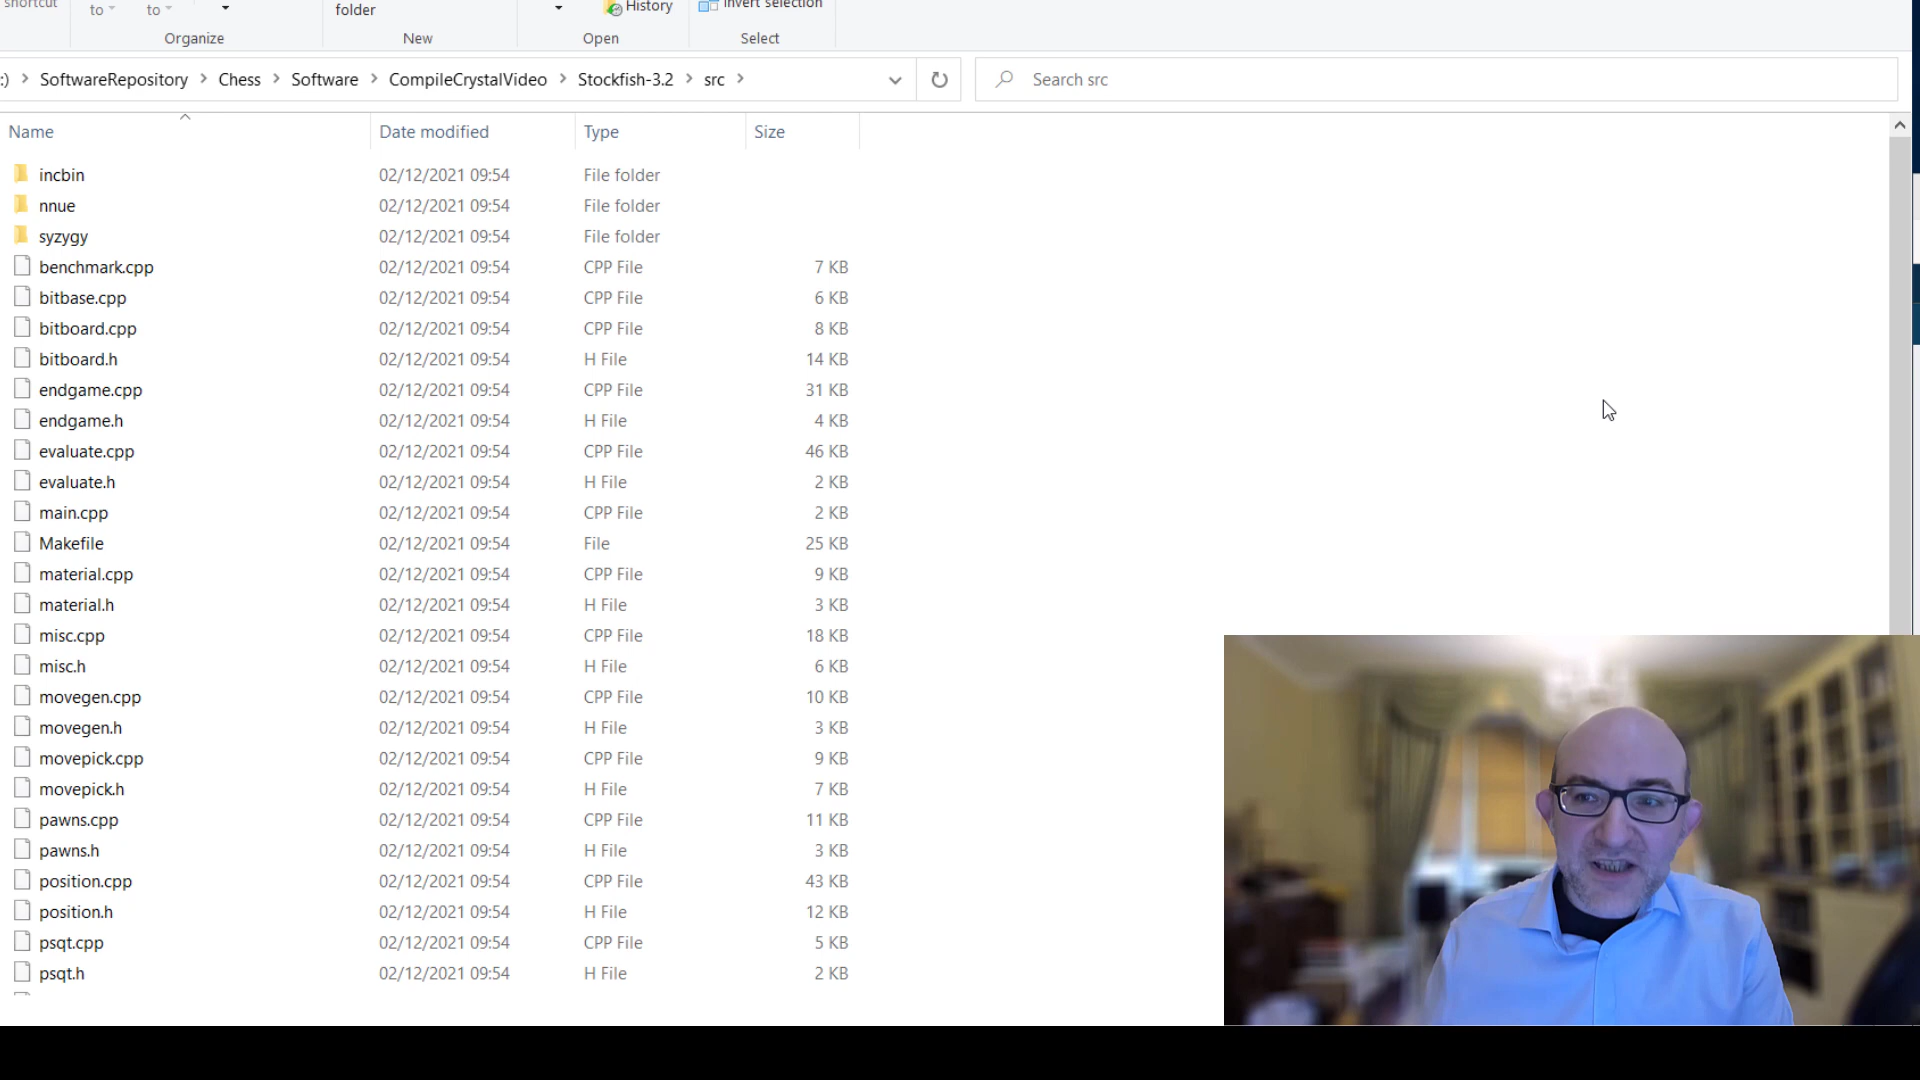 shortcut
to to folder History Invert selection
Organize New Open Select
:) > SoftwareRepository > Chess > Software > CompileCrystalVideo > Stockfish-3.2 > src > Search src
Name Date modified Type Size
incbin 02/12/2021 09:54 File folder
nnue 02/12/2021 09:54 File folder
syzygy 02/12/2021 09:54 File folder
benchmark.cpp 02/12/2021 09:54 CPP File 7 KB
bitbase.cpp 02/12/2021 09:54 CPP File 6 KB
bitboard.cpp 02/12/2021 09:54 CPP File 8 KB
bitboard.h 02/12/2021 09:54 H File 14 KB
endgame.cpp 02/12/2021 09:54 CPP File 31 KB
endgame.h 02/12/2021 09:54 H File 4 KB
evaluate.cpp 02/12/2021 09:54 CPP File 46 KB
evaluate.h 02/12/2021 09:54 H File 2 KB
main.cpp 02/12/2021 09:54 CPP File 2 KB
Makefile 02/12/2021 09:54 File 25 KB
material.cpp 02/12/2021 09:54 CPP File 9 KB
material.h 02/12/2021 09:54 H File 3 KB
misc.cpp 02/12/2021 09:54 CPP File 18 KB
misc.h 02/12/2021 09:54 H File 6 KB
movegen.cpp 02/12/2021 09:54 CPP File 10 KB
movegen.h 02/12/2021 09:54 H File 3 KB
movepick.cpp 02/12/2021 09:54 CPP File 9 KB
movepick.h 02/12/2021 09:54 H File 7 KB
pawns.cpp 02/12/2021 09:54 CPP File 11 KB
pawns.h 02/12/2021 09:54 H File 3 KB
position.cpp 02/12/2021 09:54 CPP File 43 KB
position.h 02/12/2021 09:54 H File 12 KB
psqt.cpp 02/12/2021 09:54 CPP File 5 KB
psqt.h 02/12/2021 09:54 H File 2 KB